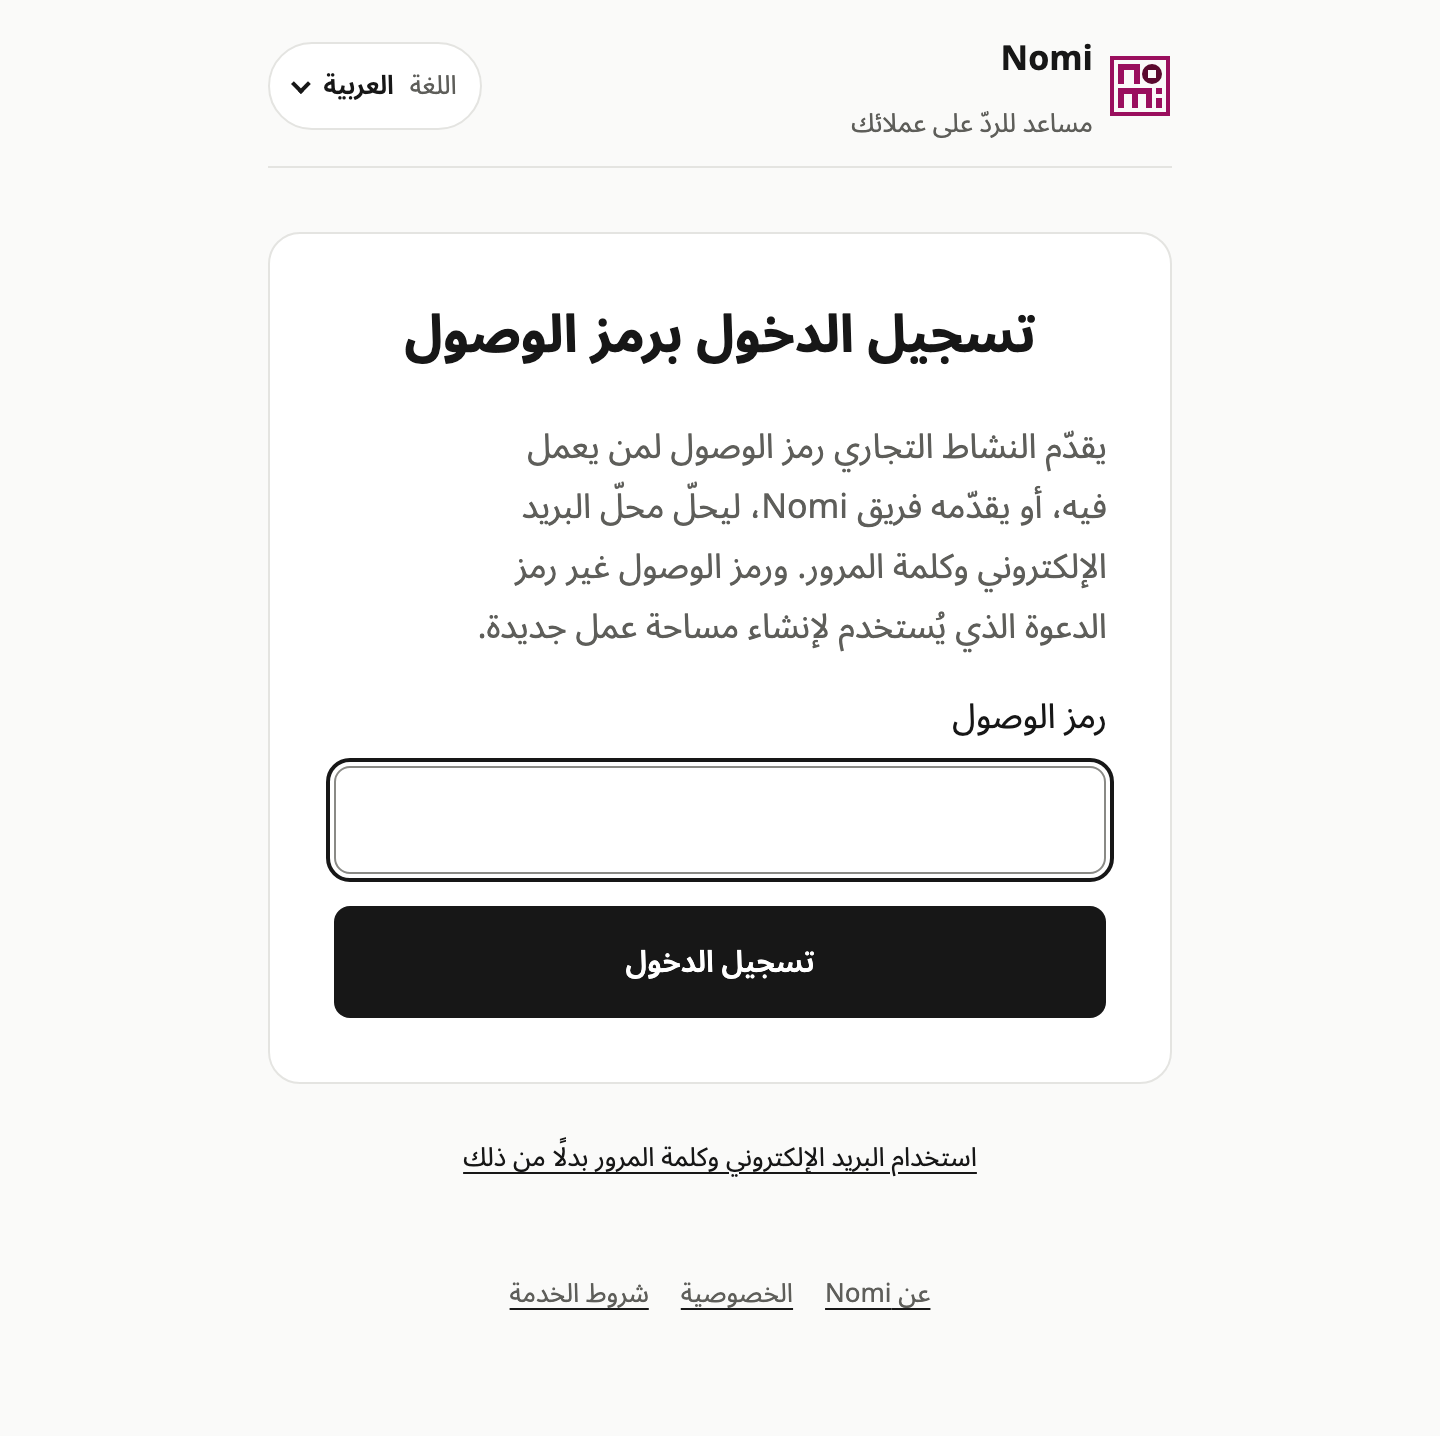 Nomi
مساعد للردّ على عملائك
اللغة العربية
تسجيل الدخول برمز الوصول
يقدّم النشاط التجاري رمز الوصول لمن يعمل
فيه، أو يقدّمه فريق Nomi، ليحلّ محلّ البريد
الإلكتروني وكلمة المرور. ورمز الوصول غير رمز
الدعوة الذي يُستخدم لإنشاء مساحة عمل جديدة.
رمز الوصول
تسجيل الدخول
استخدام البريد الإلكتروني وكلمة المرور بدلًا من ذلك
عن Nomi الخصوصية شروط الخدمة